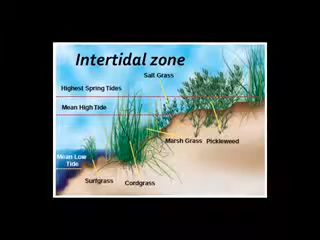 Intertidal zone
Salt Grass
Highest Spring Tides
Mean High Tide
Marsh Grass
Pickleweed
Mean Low
Tide
Surfgrass
Cordgrass